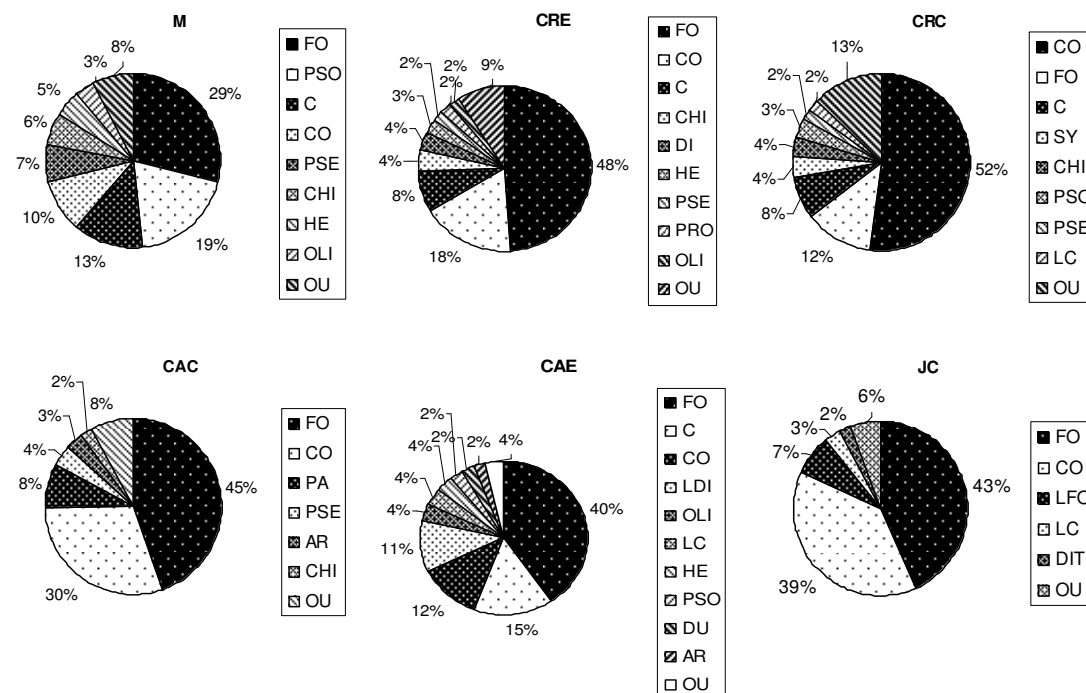 M
8%
3%
5%
6%
7%
10%
13%
19%
29%
FO
PSO
C
CO
PSE
CHI
HE
OLI
OU
CRE
2%
2%
2%
9%
3%
4%
4%
8%
18%
48%
FO
CO
C
CHI
DI
HE
PSE
PRO
OLI
OU
CRC
13%
2%
2%
3%
4%
4%
8%
12%
52%
CO
FO
C
SY
CHI
PSO
PSE
LC
OU
CAC
2%
8%
3%
4%
8%
30%
45%
FO
CO
PA
PSE
AR
CHI
OU
CAE
2%
4%
2%
2%
4%
4%
4%
11%
12%
15%
40%
FO
C
CO
LDI
OLI
LC
HE
PSO
DU
AR
OU
JC
6%
2%
3%
7%
39%
43%
FO
CO
LFO
LC
DIT
OU